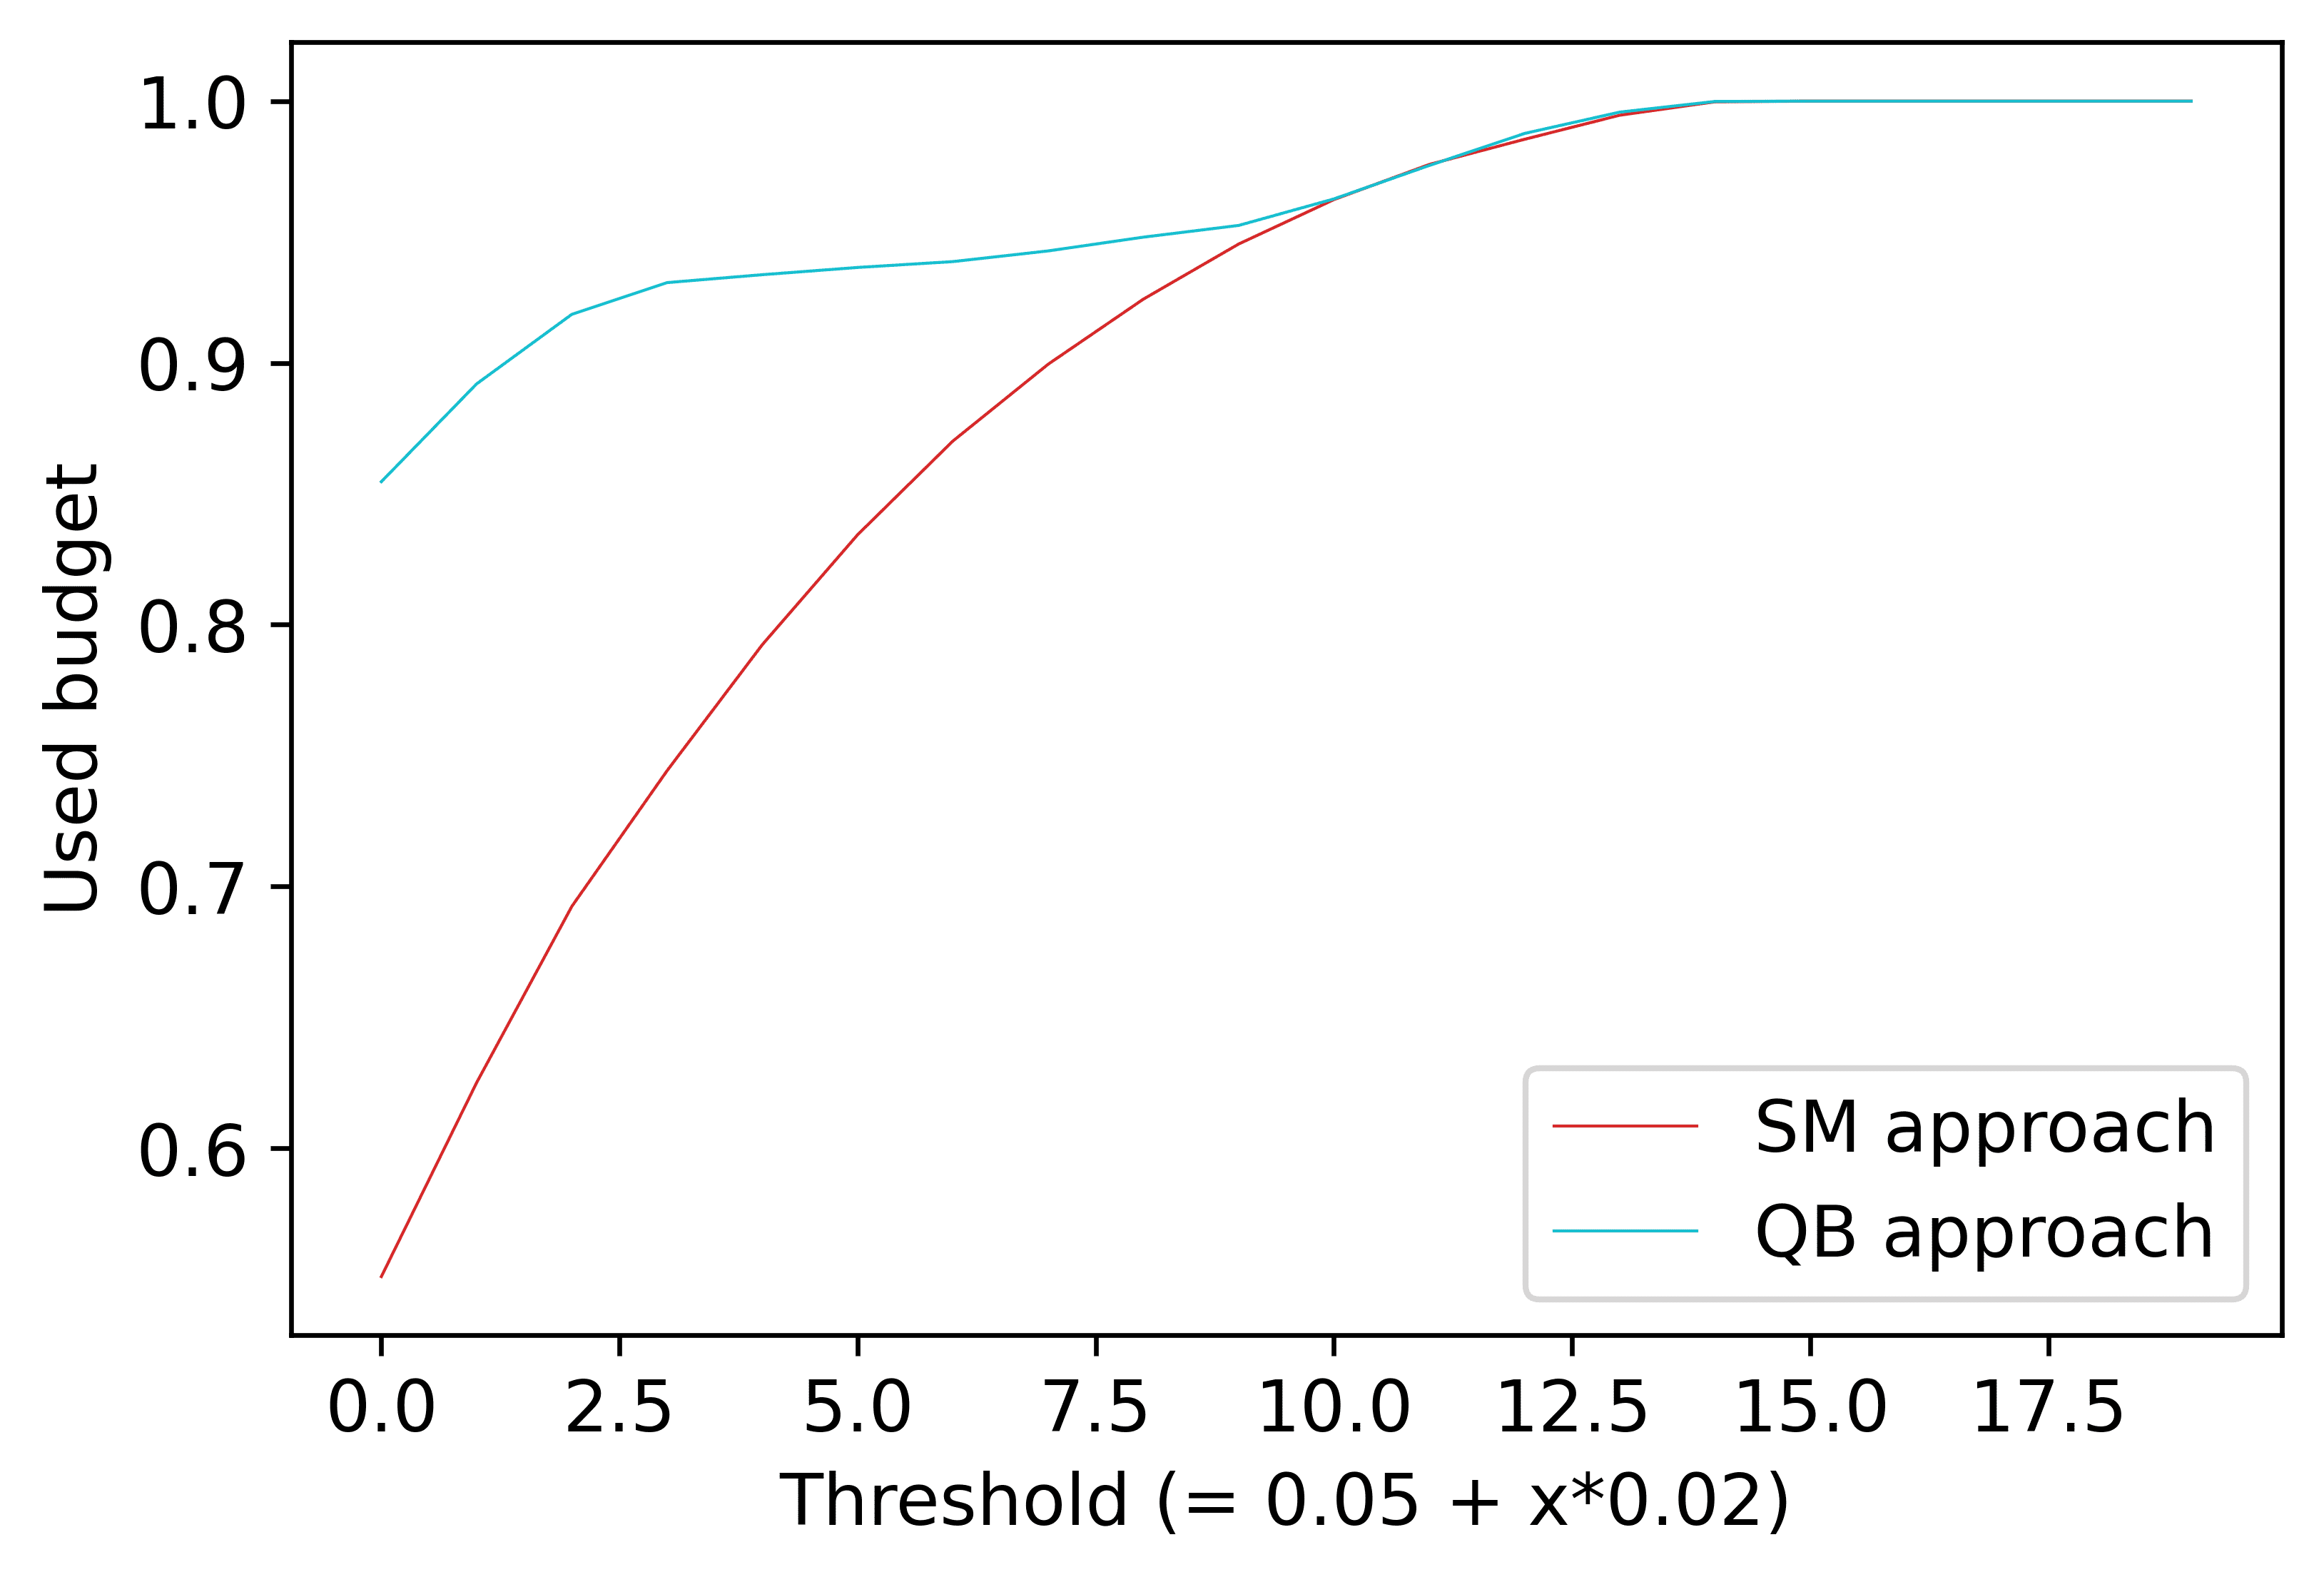 Used budget
1.0
0.9
0.8
0.7
0.6
SM approach
QB approach
0.0 2.5 5.0 7.5 10.0 12.5 15.0 17.5
Threshold (= 0.05 + x*0.02)